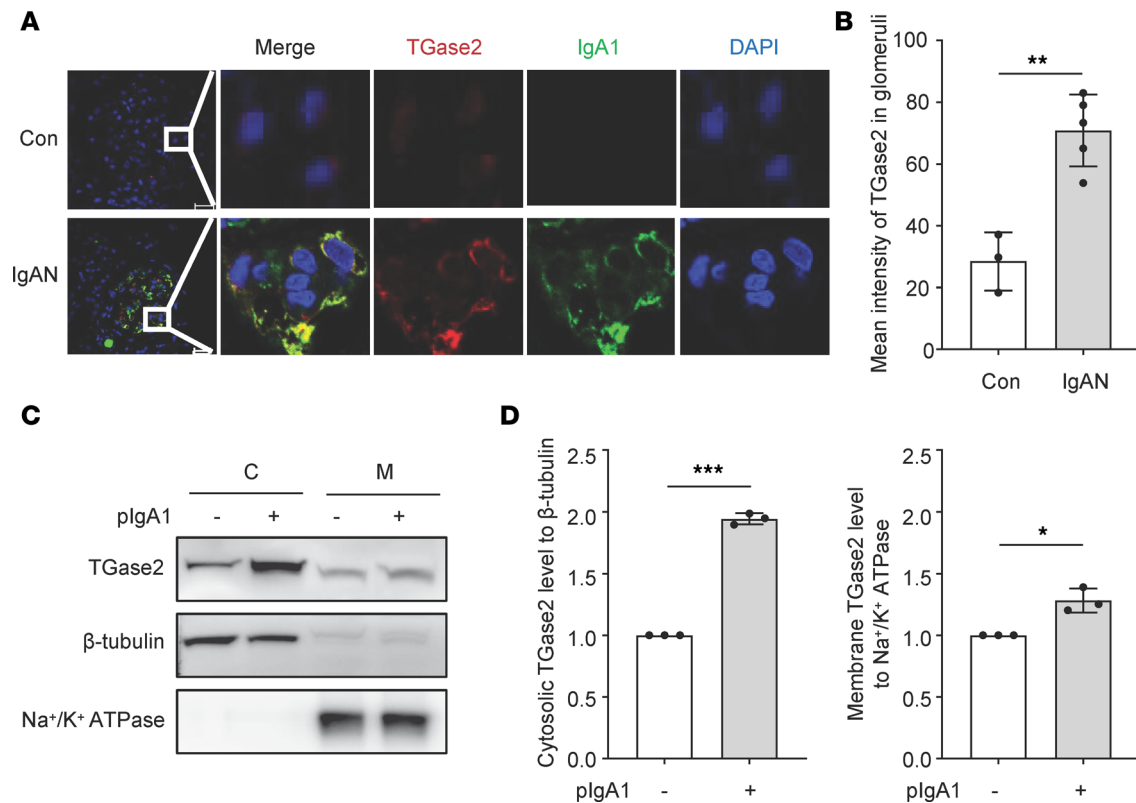 A
Merge TGase2 IgA1 DAPI
Con
IgAN
B
Mean intensity of TGase2 in glomeruli
100
80
60
40
20
0
**
Con IgAN
C
C M
pIgA1 - + - +
TGase2
β-tubulin
Na⁺/K⁺ ATPase
D
Cytosolic TGase2 level to β-tubulin
2.5
2.0
1.5
1.0
0.5
0.0
***
pIgA1 - +
Membrane TGase2 level
to Na⁺/K⁺ ATPase
2.5
2.0
1.5
1.0
0.5
0.0
*
pIgA1 - +